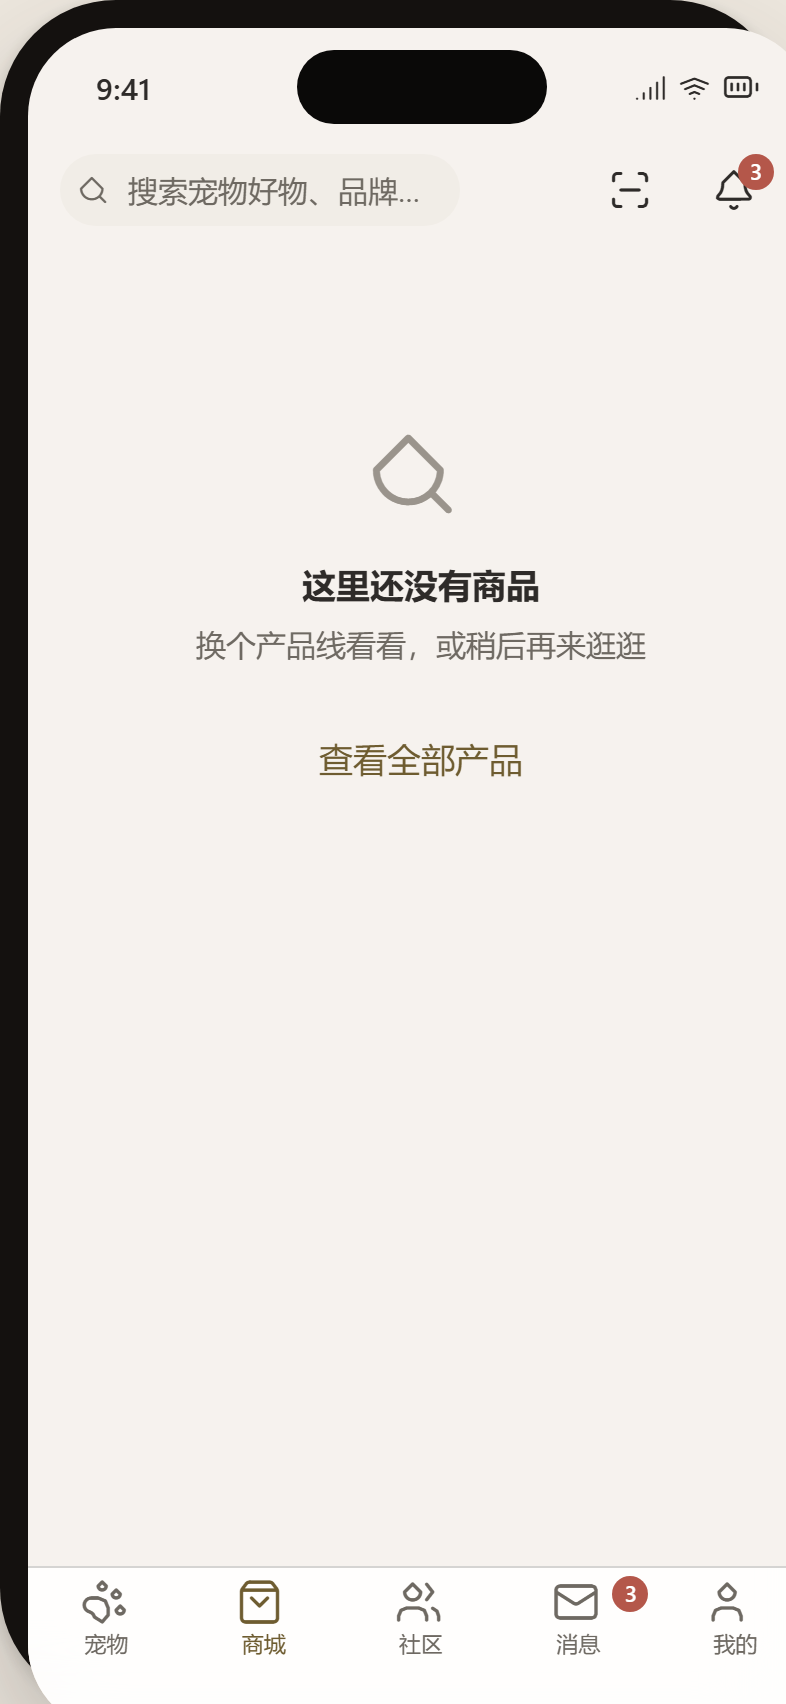 9:41
搜索宠物好物、品牌...
3
这里还没有商品
换个产品线看看，或稍后再来逛逛
查看全部产品
3
宠物
商城
社区
消息
我的